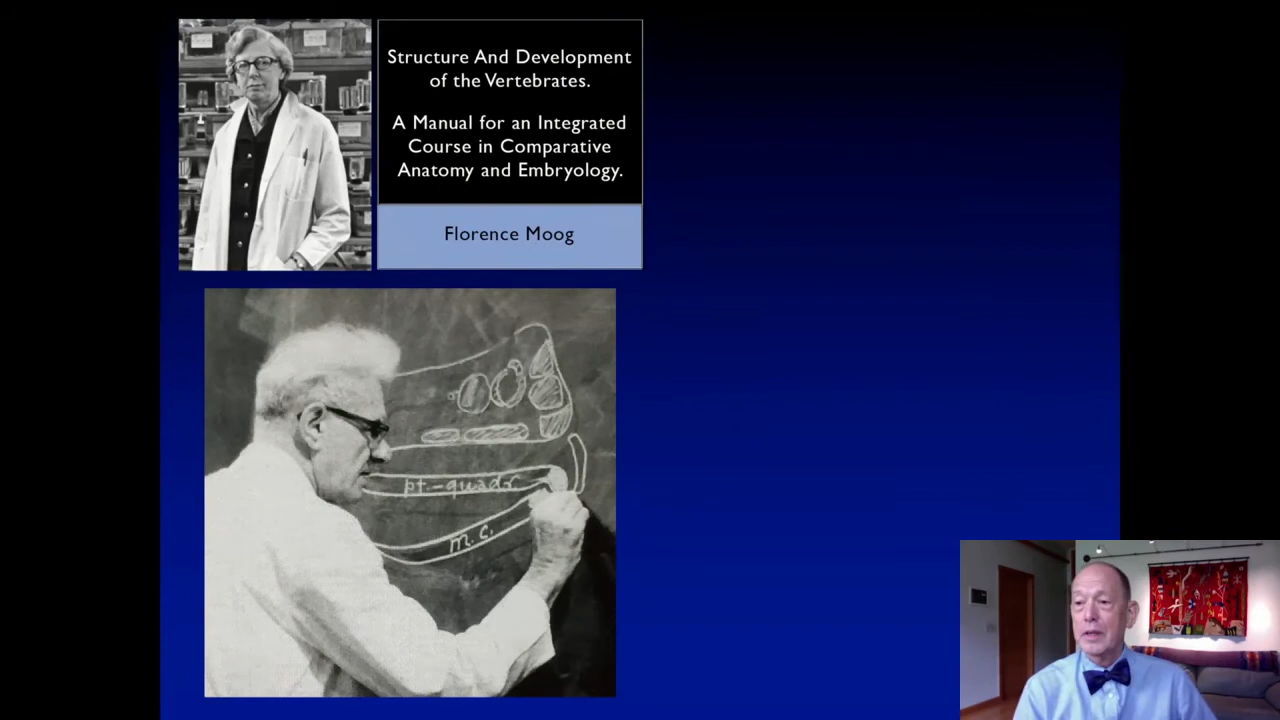 Structure And Development
of the Vertebrates.
A Manual for an Integrated
Course in Comparative
Anatomy and Embryology.
Florence Moog
pt.-quadr
m.c.